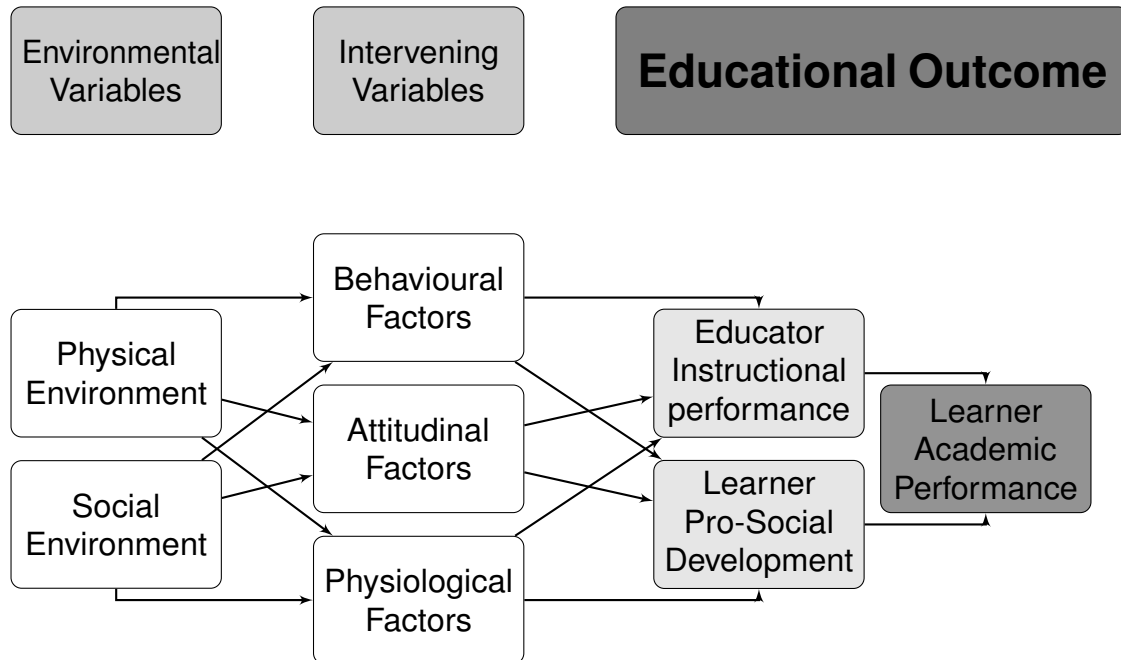 Environmental
Variables
Intervening
Variables
Educational Outcome
Behavioural
Factors
Physical
Environment
Educator
Instructional
performance
Attitudinal
Factors
Learner
Academic
Performance
Social
Environment
Learner
Pro-Social
Development
Physiological
Factors